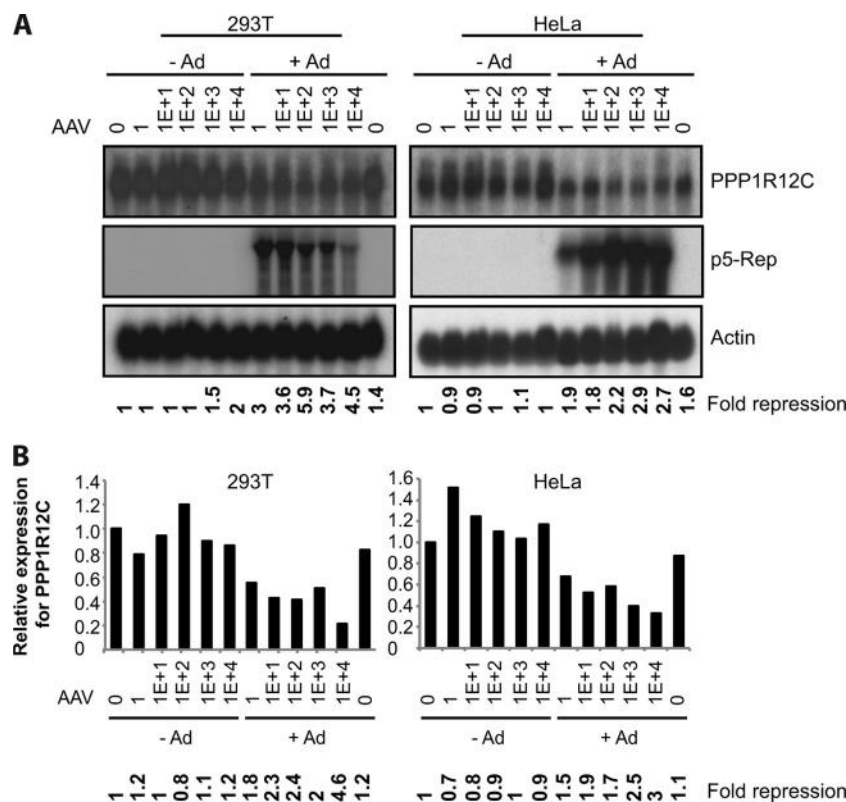 A
293T HeLa
- Ad + Ad - Ad + Ad
AAV 0 1 1E+1 1E+2 1E+3 1E+4 1 1E+1 1E+2 1E+3 1E+4 0 0 1 1E+1 1E+2 1E+3 1E+4 1 1E+1 1E+2 1E+3 1E+4 0
PPP1R12C
p5-Rep
Actin
1 1 1 1 1.5 2 3 3.6 5.9 3.7 4.5 1.4 1 0.9 0.9 1 1.1 1 1.9 1.8 2.2 2.9 2.7 1.6 Fold repression
B
293T HeLa
Relative expression
for PPP1R12C
1.4
1.2
1.0
0.8
0.6
0.4
0.2
0
1.6
1.4
1.2
1.0
0.8
0.6
0.4
0.2
0
AAV 0 1 1E+1 1E+2 1E+3 1E+4 1 1E+1 1E+2 1E+3 1E+4 0 0 1 1E+1 1E+2 1E+3 1E+4 1 1E+1 1E+2 1E+3 1E+4 0
- Ad + Ad - Ad + Ad
1 1.2 1 0.8 1.1 1.2 1.8 2.3 2.4 2 4.6 1.2 1 0.7 0.8 0.9 1 0.9 1.5 1.9 1.7 2.5 3 1.1 Fold repression